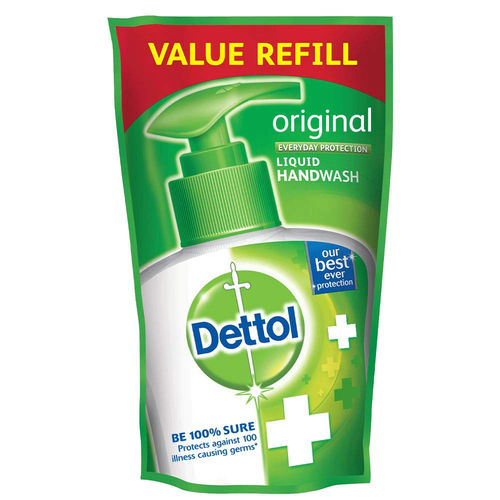 VALUE REFILL
original
EVERYDAY PROTECTION
LIQUID
HANDWASH
our
best
ever
protection
Dettol
BE 100% SURE
Protects against 100
illness causing germs*